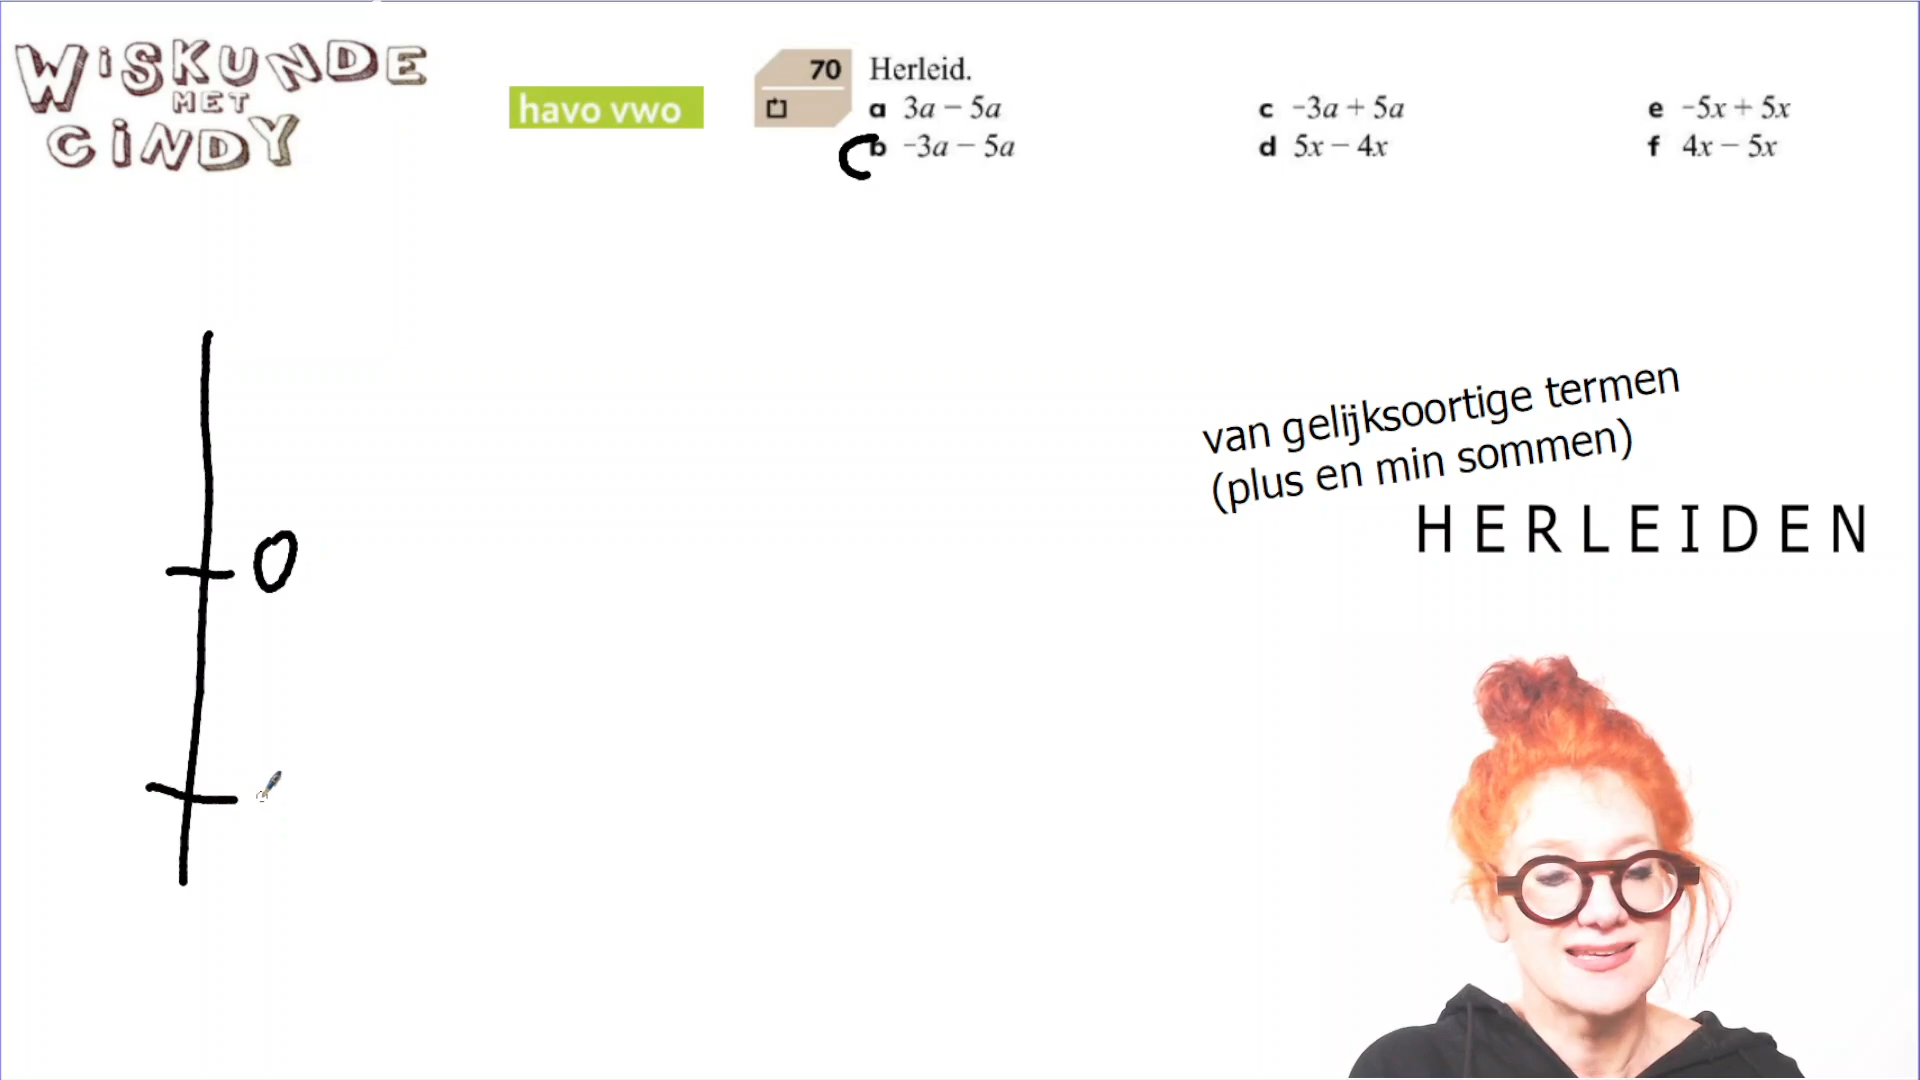 WiSKUNDE
MET
CiNDY
havo vwo
70 Herleid.
a 3a − 5a
b -3a − 5a
c -3a + 5a
d 5x − 4x
e -5x + 5x
f 4x − 5x
van gelijksoortige termen
(plus en min sommen)
HERLEIDEN
0